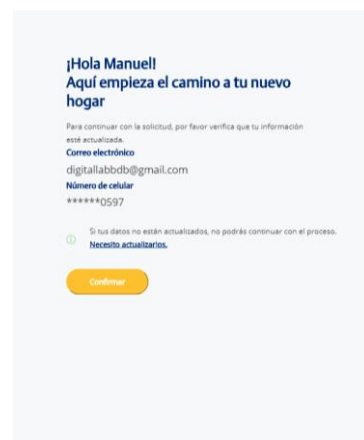 ¡Hola Manuel!
Aquí empieza el camino a tu nuevo
hogar
Para continuar con la solicitud, por favor verifica que tu información
esté actualizada.
Correo electrónico
digitallabbdb@gmail.com
Número de celular
******0597
Si tus datos no están actualizados, no podrás continuar con el proceso.
Necesito actualizarlos.
Confirmar